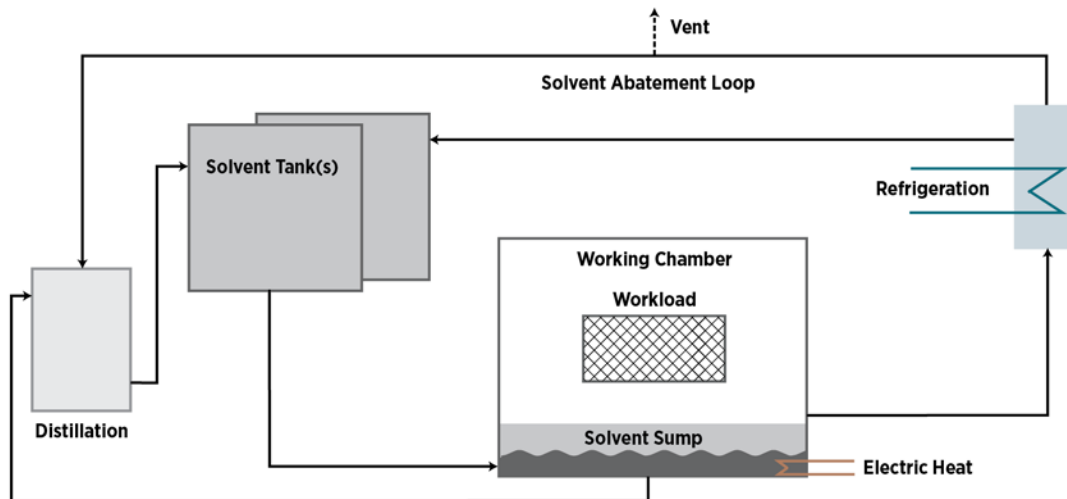 Vent
Solvent Abatement Loop
Solvent Tank(s)
Refrigeration
Working Chamber
Workload
Distillation
Solvent Sump
Electric Heat